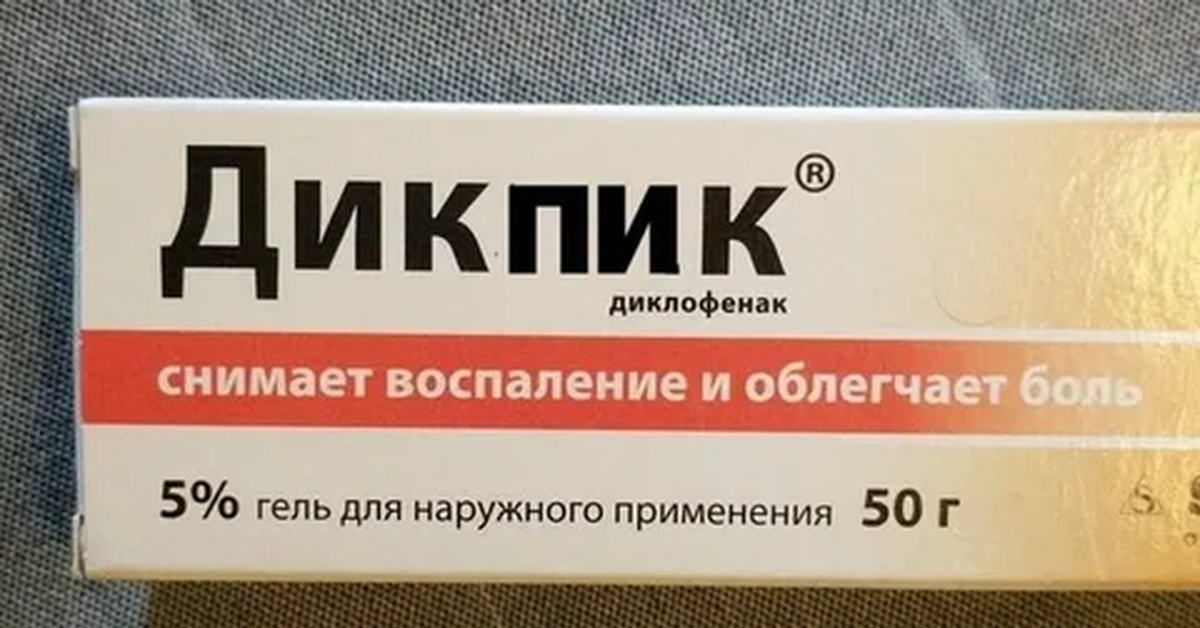 Дикпик®
диклофенак
снимает воспаление и облегчает боль
5% гель для наружного применения 50 г